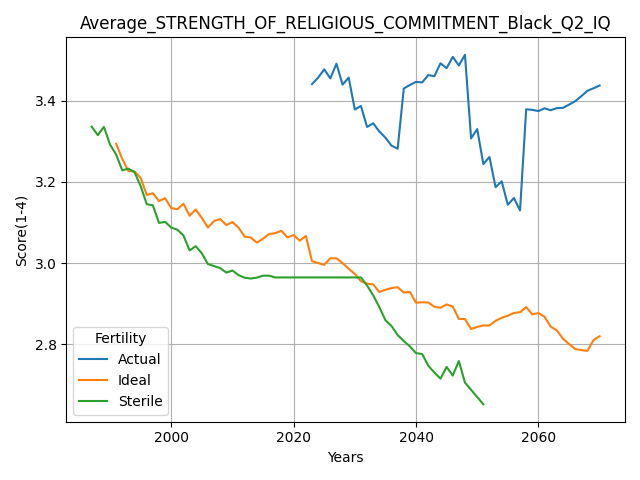 Average_STRENGTH_OF_RELIGIOUS_COMMITMENT_Black_Q2_IQ
Score(1-4)
3.4
3.2
3.0
2.8
Fertility
Actual
Ideal
Sterile
2000
2020
2040
2060
Years